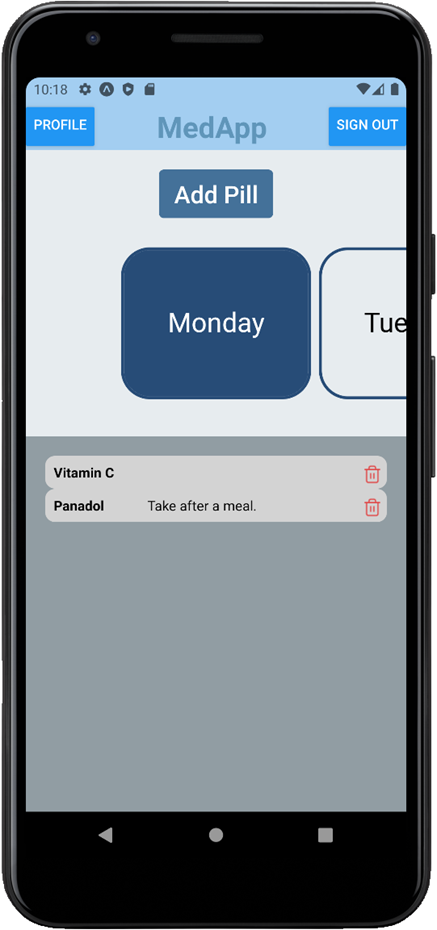 10:18
PROFILE MedApp SIGN OUT
Add Pill
Monday Tue
Vitamin C
Panadol Take after a meal.